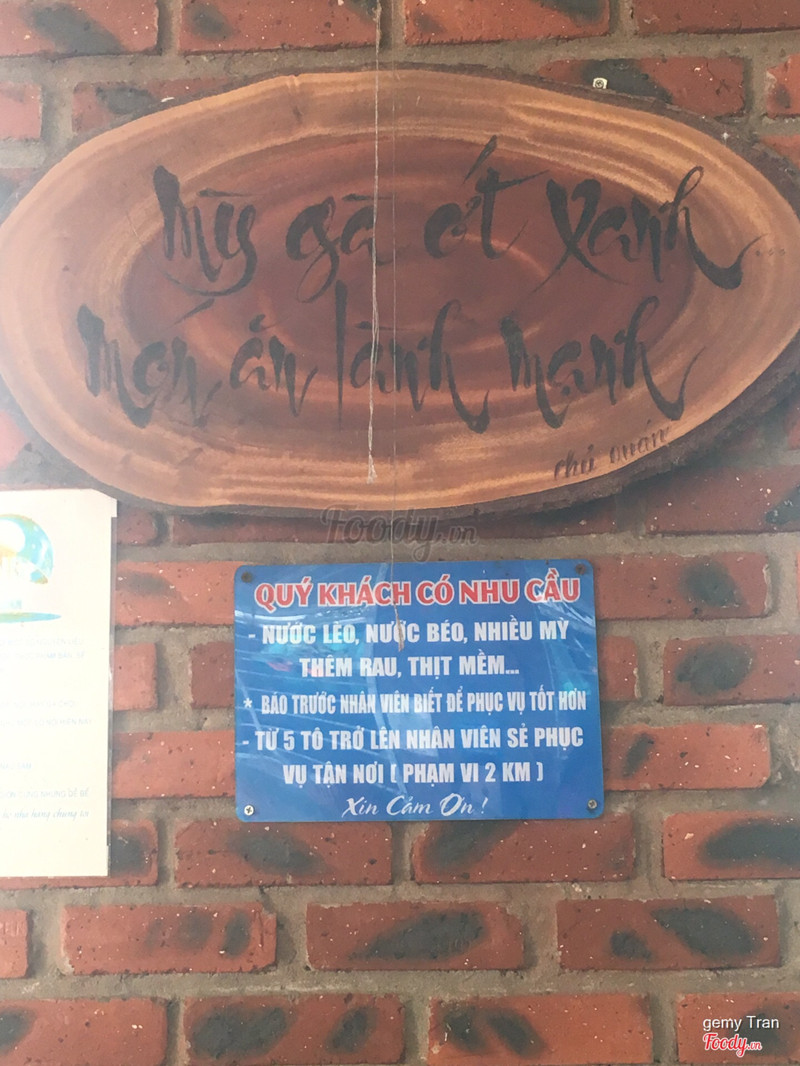 Mỳ gà ớt xanh...
món ăn lành mạnh
chủ quán
Foody.vn
QUÝ KHÁCH CÓ NHU CẦU
- NƯỚC LÈO, NƯỚC BÉO, NHIỀU MỲ
THÊM RAU, THỊT MỀM...
* BÁO TRƯỚC NHÂN VIÊN BIẾT ĐỂ PHỤC VỤ TỐT HƠN
- TỪ 5 TÔ TRỞ LÊN NHÂN VIÊN SẺ PHỤC
VỤ TẬN NƠI ( PHẠM VI 2 KM )
Xin Cảm Ơn !
gemy Tran
Foody.vn